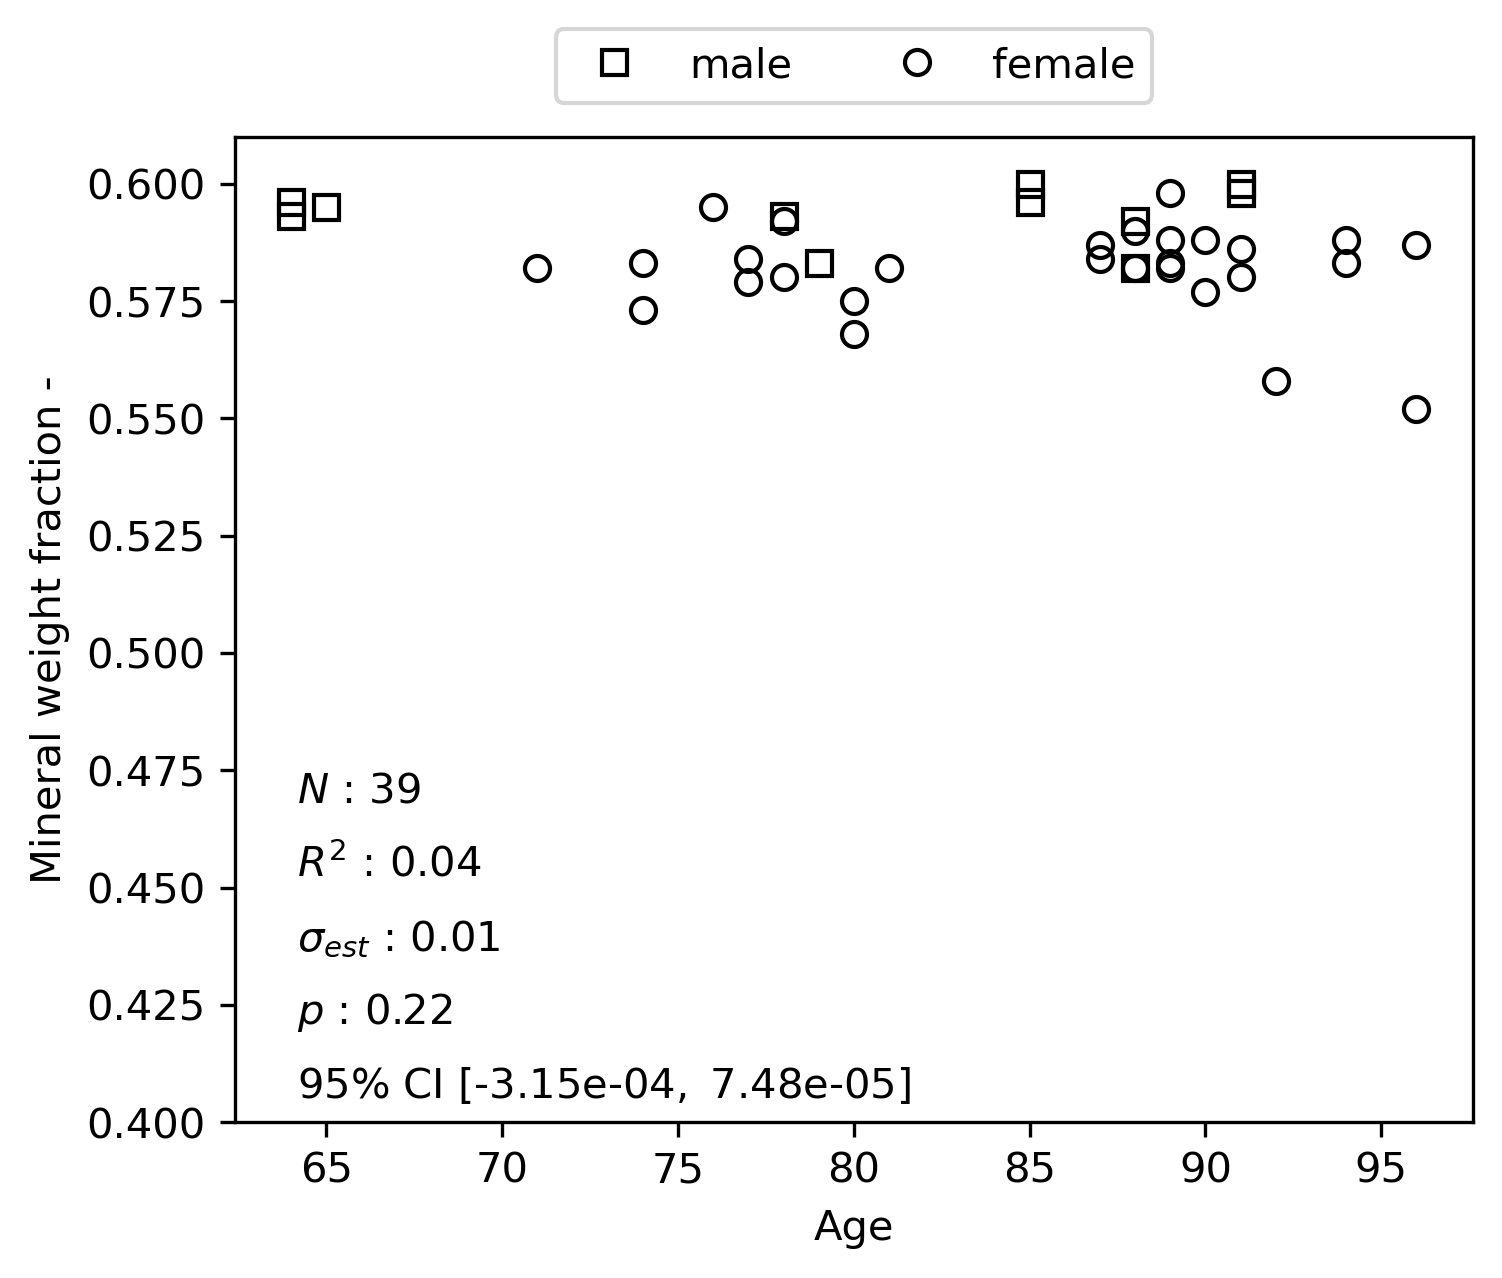 male female
0.600
0.575
0.550
0.525
0.500
0.475
0.450
0.425
0.400
Mineral weight fraction -
N : 39
R² : 0.04
σ_est : 0.01
p : 0.22
95% CI [-3.15e-04, 7.48e-05]
65 70 75 80 85 90 95
Age